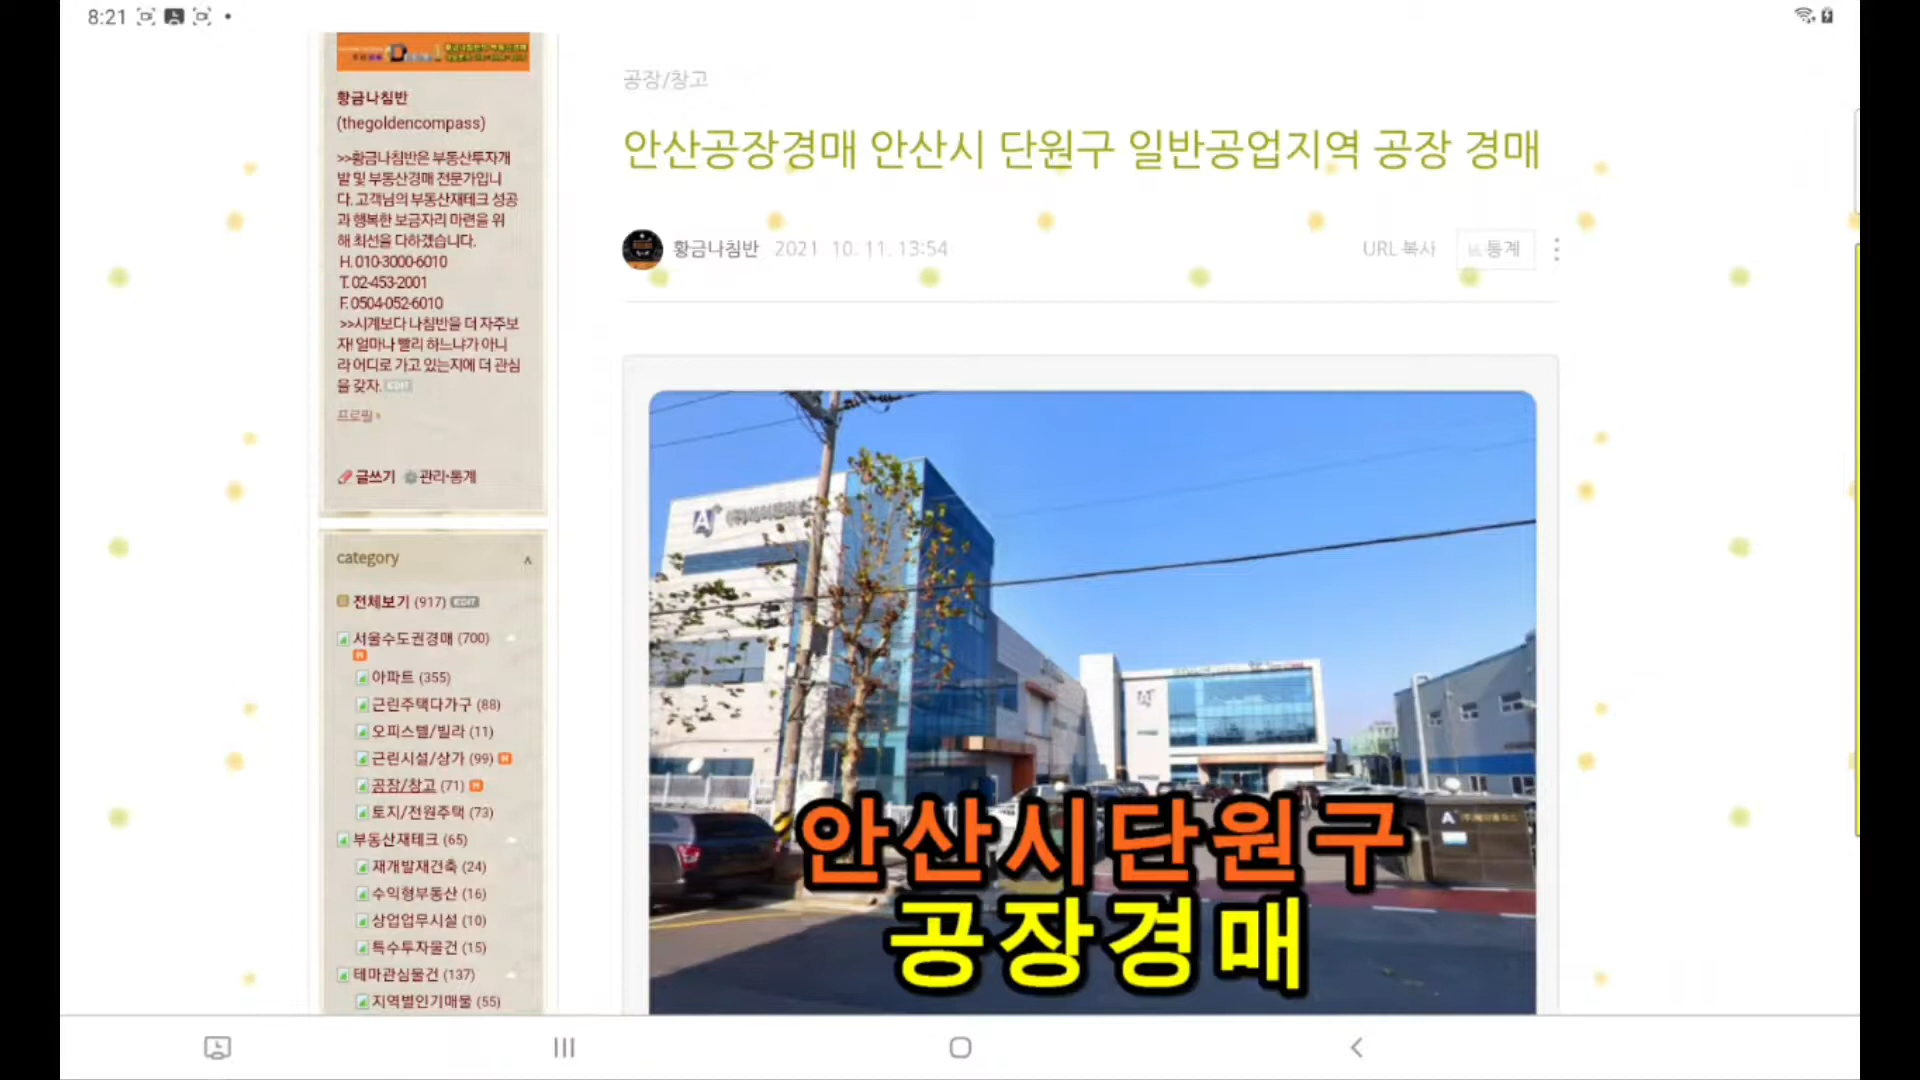 8:21
황금나침반
(thegoldencompass)
>>황금나침반은 부동산투자개
발 및 부동산경매 전문가입니
다. 고객님의 부동산재테크 성공
과 행복한 보금자리 마련을 위
해 최선을 다하겠습니다.
H. 010-3000-6010
T. 02-453-2001
F. 0504-052-6010
>>시계보다 나침반을 더 자주보
자! 얼마나 빨리 하느냐가 아니
라 어디로 가고 있는지에 더 관심
을 갖자. EDIT
프로필
글쓰기 관리·통계
category
전체보기 (917) EDIT
서울수도권경매 (700)
아파트 (355)
근린주택다가구 (88)
오피스텔/빌라 (11)
근린시설/상가 (99)
공장/창고 (71)
토지/전원주택 (73)
부동산재테크 (65)
재개발재건축 (24)
수익형부동산 (16)
상업업무시설 (10)
특수투자물건 (15)
테마관심물건 (137)
지역별인기매물 (55)
공장/창고
안산공장경매 안산시 단원구 일반공업지역 공장 경매
황금나침반 2021. 10. 11. 13:54
URL 복사 통계
안산시단원구
공장경매